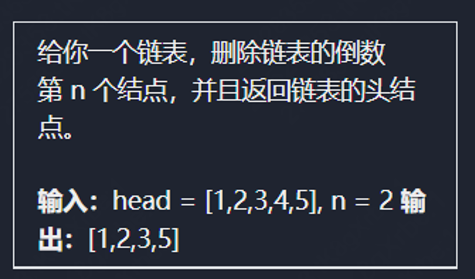 给你一个链表，删除链表的倒数
第 n 个结点，并且返回链表的头结
点。
输入：head = [1,2,3,4,5], n = 2 输
出：[1,2,3,5]